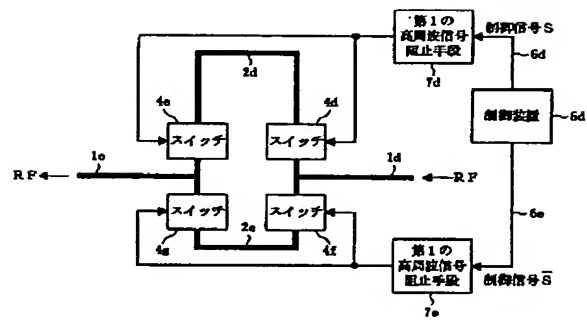 第1の
高周波信号
阻止手段
制御信号S
2d
7d
6d
4e
4d
スイッチ
スイッチ
制御装置
5d
1c
1d
RF
RF
スイッチ
スイッチ
6e
2e
4g
4f
第1の
高周波信号
阻止手段
制御信号S̅
7e